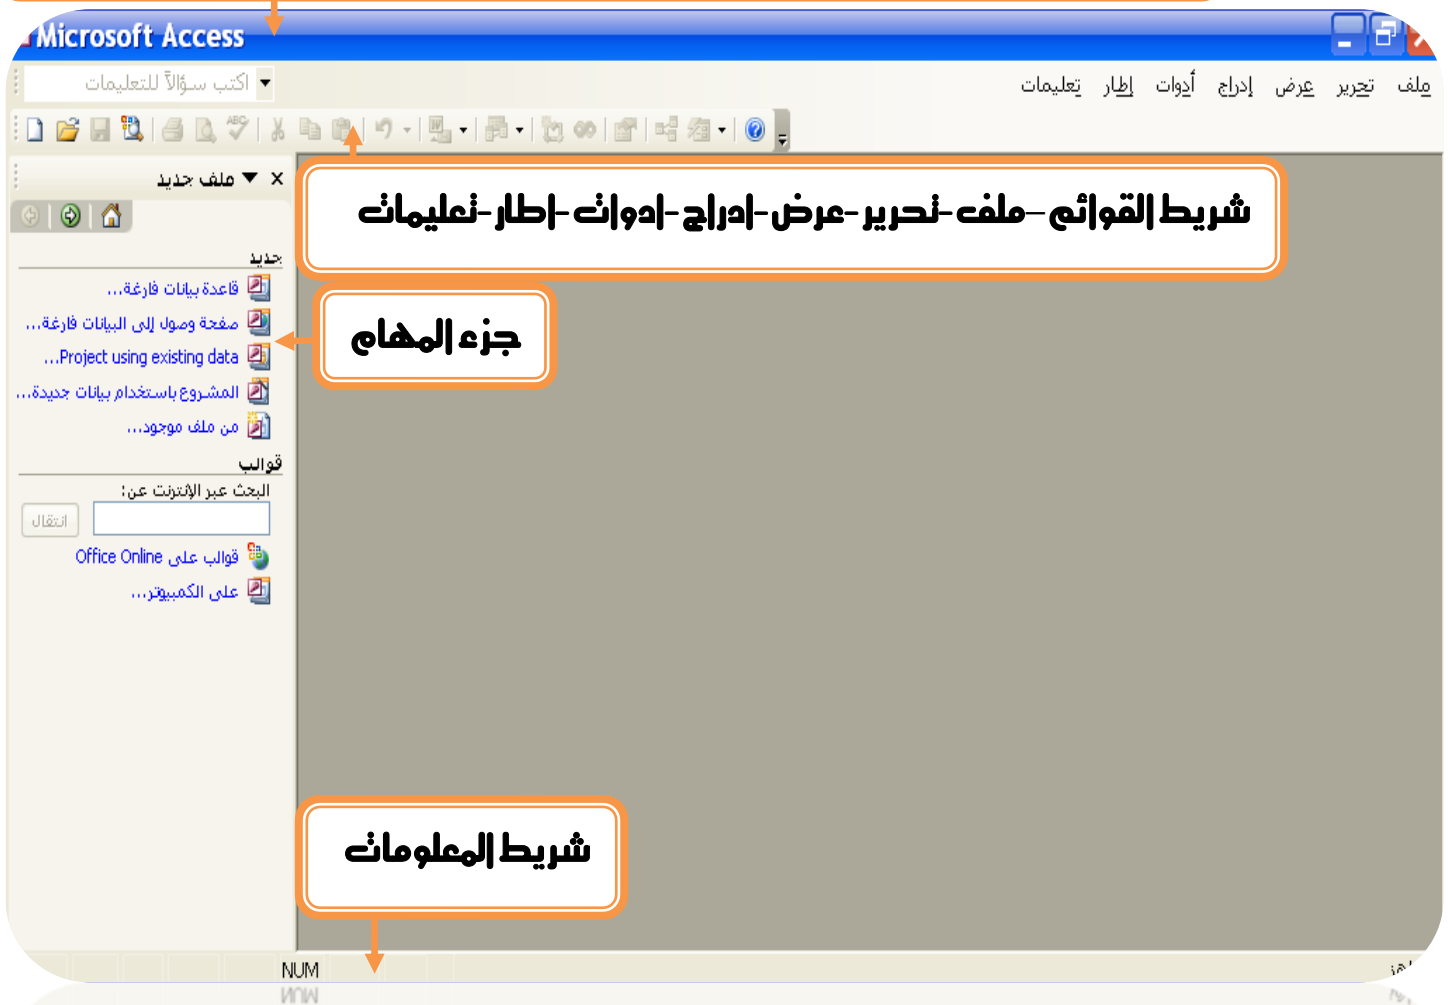 Microsoft Access
ملف تحرير عرض إدراج أدوات إطار تعليمات
اكتب سؤالاً للتعليمات
ملف جديد
شريط القوائم –ملف-تحرير-عرض-ادراج-ادوات-اطار-تعليمات
جديد
قاعدة بيانات فارغة...
صفحة وصول إلى البيانات فارغة...
Project using existing data...
المشروع باستخدام بيانات جديدة...
من ملف موجود...
جزء المهام
قوالب
البحث عبر الإنترنت عن:
انتقال
قوالب على Office Online
على الكمبيوتر...
شريط المعلومات
NUM